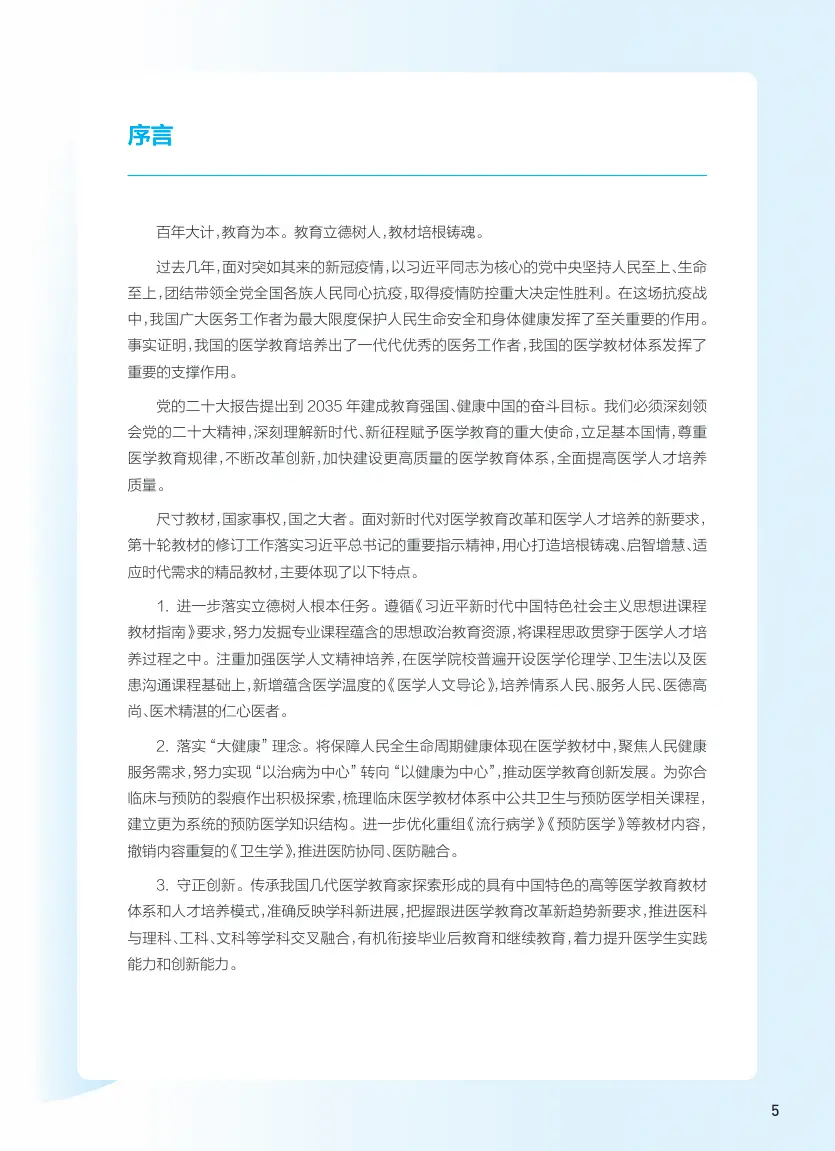 序言
百年大计,教育为本。教育立德树人,教材培根铸魂。
过去几年,面对突如其来的新冠疫情,以习近平同志为核心的党中央坚持人民至上、生命
至上,团结带领全党全国各族人民同心抗疫,取得疫情防控重大决定性胜利。在这场抗疫战
中,我国广大医务工作者为最大限度保护人民生命安全和身体健康发挥了至关重要的作用。
事实证明,我国的医学教育培养出了一代代优秀的医务工作者,我国的医学教材体系发挥了
重要的支撑作用。
党的二十大报告提出到 2035 年建成教育强国、健康中国的奋斗目标。我们必须深刻领
会党的二十大精神,深刻理解新时代、新征程赋予医学教育的重大使命,立足基本国情,尊重
医学教育规律,不断改革创新,加快建设更高质量的医学教育体系,全面提高医学人才培养
质量。
尺寸教材,国家事权,国之大者。面对新时代对医学教育改革和医学人才培养的新要求,
第十轮教材的修订工作落实习近平总书记的重要指示精神,用心打造培根铸魂、启智增慧、适
应时代需求的精品教材,主要体现了以下特点。
1. 进一步落实立德树人根本任务。遵循《习近平新时代中国特色社会主义思想进课程
教材指南》要求,努力发掘专业课程蕴含的思想政治教育资源,将课程思政贯穿于医学人才培
养过程之中。注重加强医学人文精神培养,在医学院校普遍开设医学伦理学、卫生法以及医
患沟通课程基础上,新增蕴含医学温度的《医学人文导论》,培养情系人民、服务人民、医德高
尚、医术精湛的仁心医者。
2. 落实“大健康”理念。将保障人民全生命周期健康体现在医学教材中,聚焦人民健康
服务需求,努力实现“以治病为中心”转向“以健康为中心”,推动医学教育创新发展。为弥合
临床与预防的裂痕作出积极探索,梳理临床医学教材体系中公共卫生与预防医学相关课程,
建立更为系统的预防医学知识结构。进一步优化重组《流行病学》《预防医学》等教材内容,
撤销内容重复的《卫生学》,推进医防协同、医防融合。
3. 守正创新。传承我国几代医学教育家探索形成的具有中国特色的高等医学教育教材
体系和人才培养模式,准确反映学科新进展,把握跟进医学教育改革新趋势新要求,推进医科
与理科、工科、文科等学科交叉融合,有机衔接毕业后教育和继续教育,着力提升医学生实践
能力和创新能力。
5